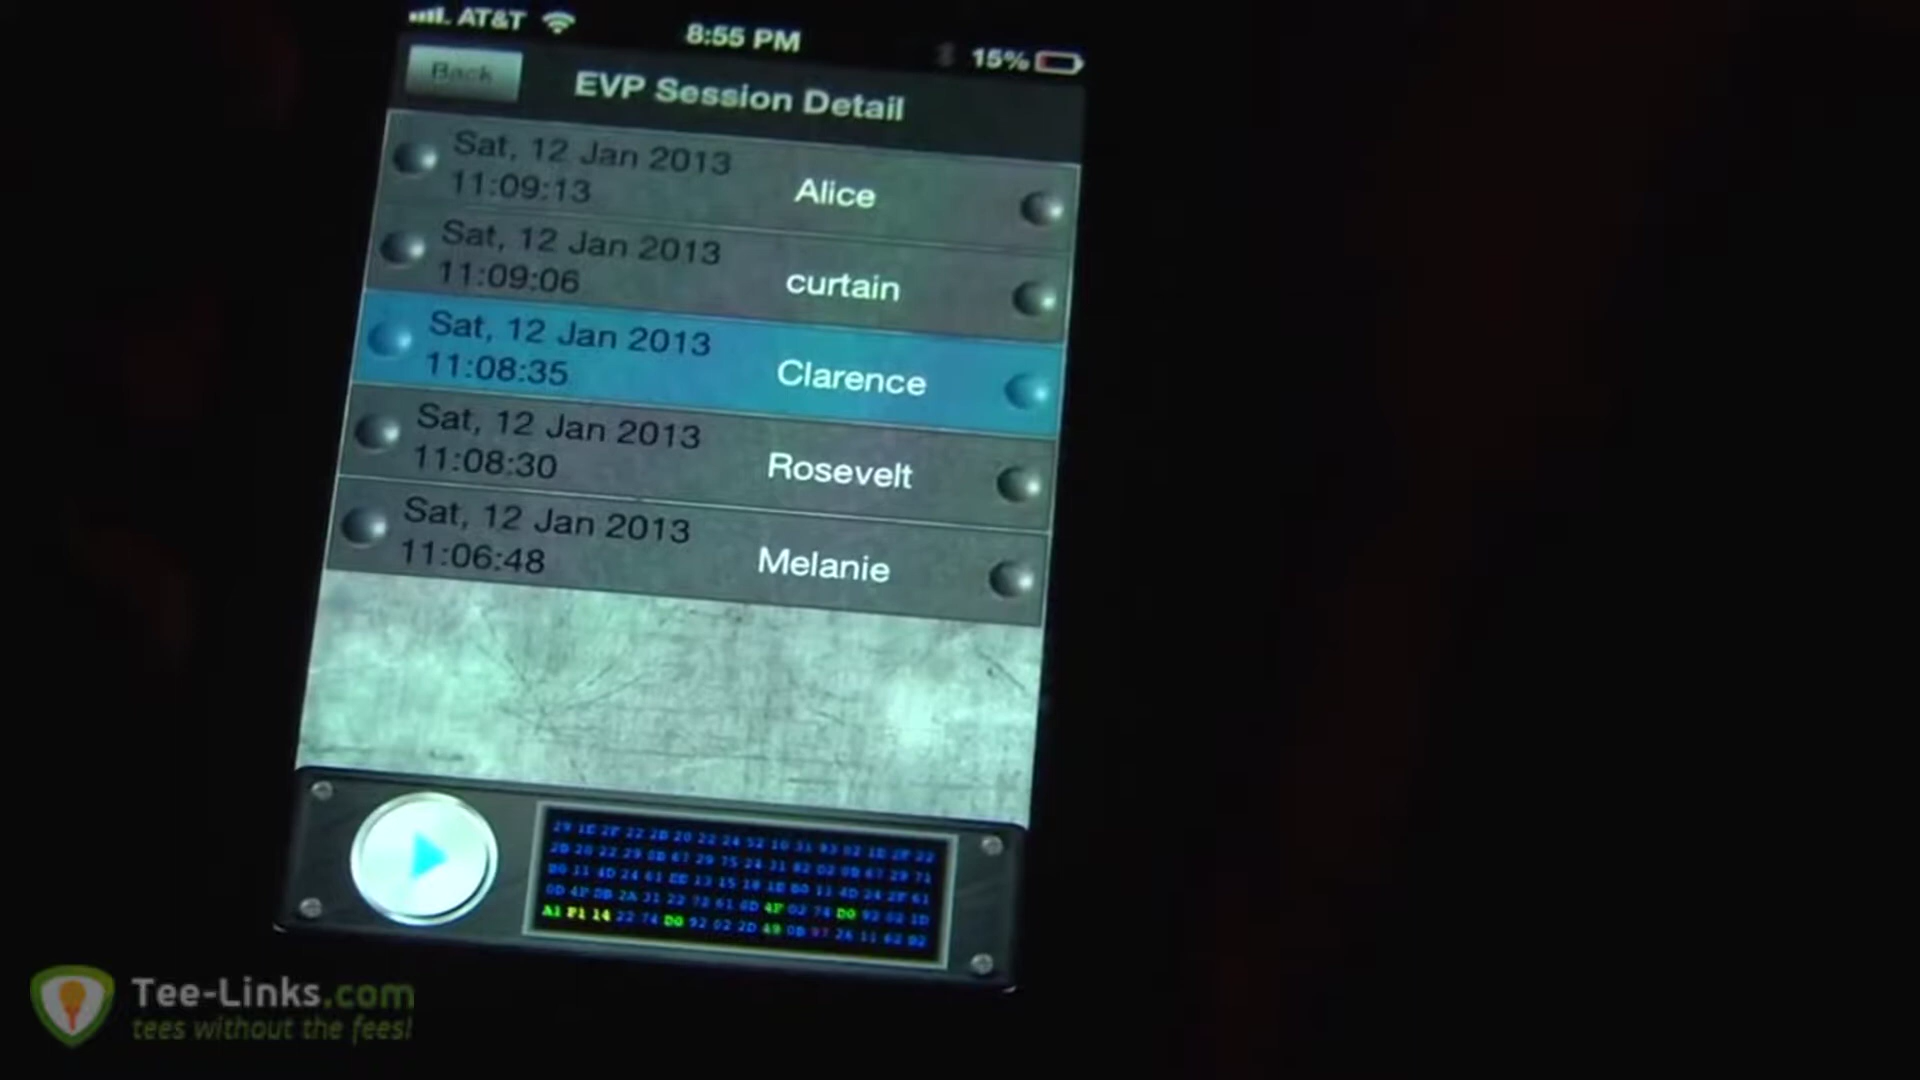 AT&T 8:55 PM 15%
Back
EVP Session Detail
Sat, 12 Jan 2013
11:09:13
Alice
Sat, 12 Jan 2013
11:09:06
curtain
Sat, 12 Jan 2013
11:08:35
Clarence
Sat, 12 Jan 2013
11:08:30
Rosevelt
Sat, 12 Jan 2013
11:06:48
Melanie
Tee-Links.com
tees without the fees!